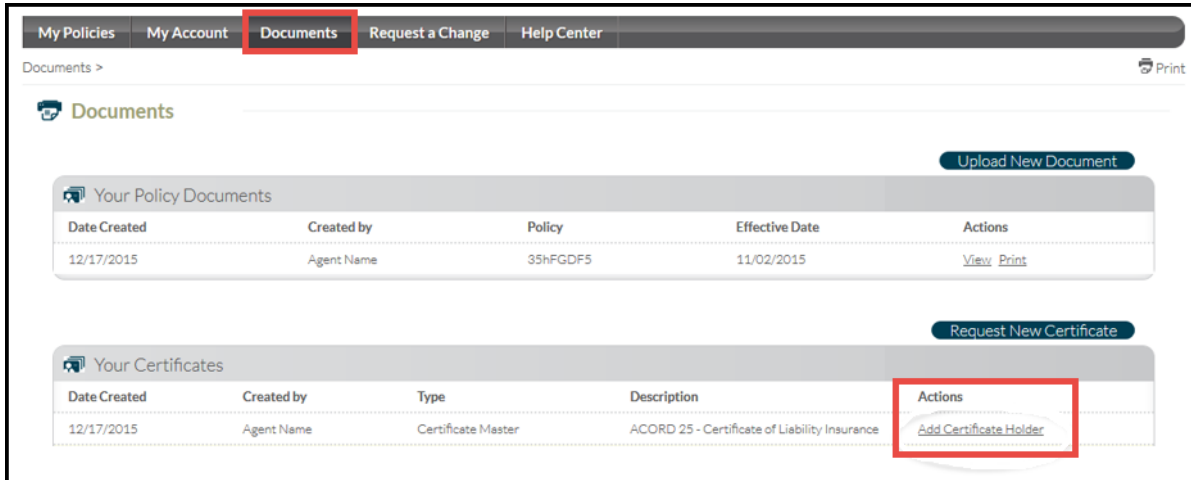 My Policies My Account Documents Request a Change Help Center
Documents > Print
Documents
Upload New Document
Your Policy Documents
Date Created Created by Policy Effective Date Actions
12/17/2015 Agent Name 35hFGDF5 11/02/2015 View Print
Request New Certificate
Your Certificates
Date Created Created by Type Description Actions
12/17/2015 Agent Name Certificate Master ACORD 25 - Certificate of Liability Insurance Add Certificate Holder